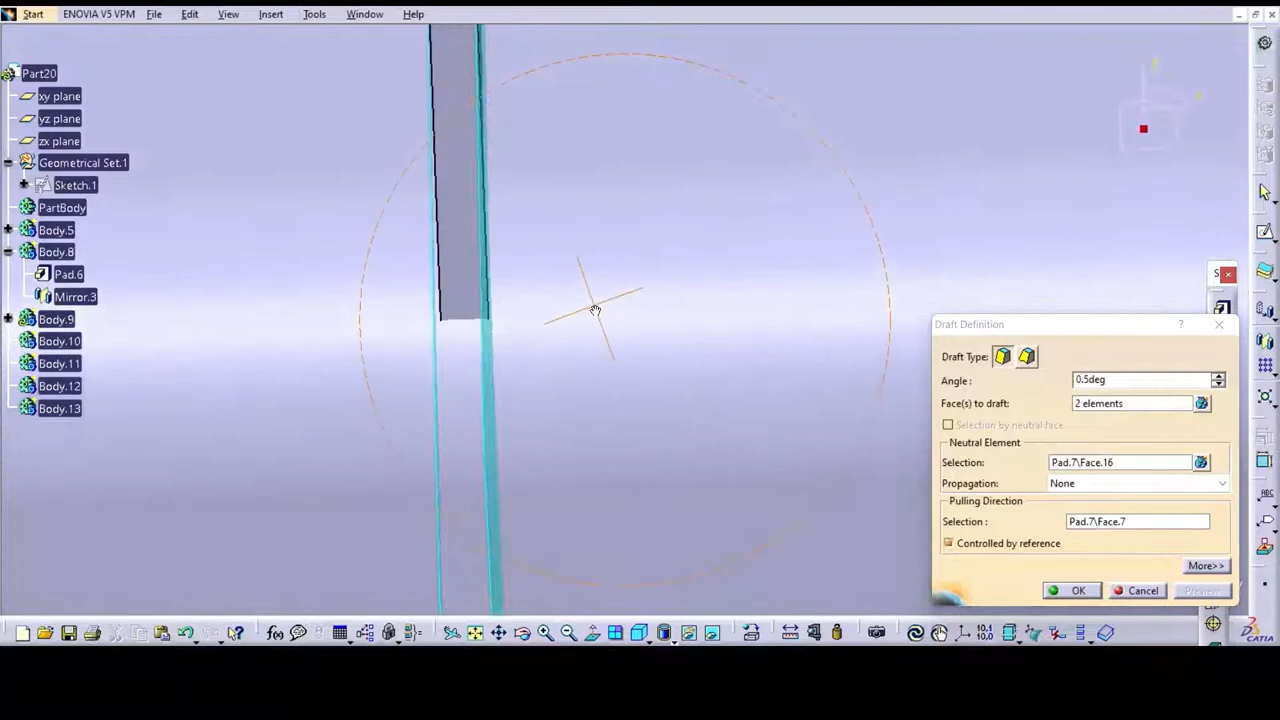 Start ENOVIA V5 VPM File Edit View Insert Tools Window Help
Part20
xy plane
yz plane
zx plane
Geometrical Set.1
Sketch.1
PartBody
Body.5
Body.8
Pad.6
Mirror.3
Body.9
Body.10
Body.11
Body.12
Body.13
Draft Definition
Draft Type:
Angle : 0.5deg
Face(s) to draft: 2 elements
Selection by neutral face
Neutral Element
Selection: Pad.7\Face.16
Propagation: None
Pulling Direction
Selection : Pad.7\Face.7
Controlled by reference
More>>
OK Cancel Preview
CATIA